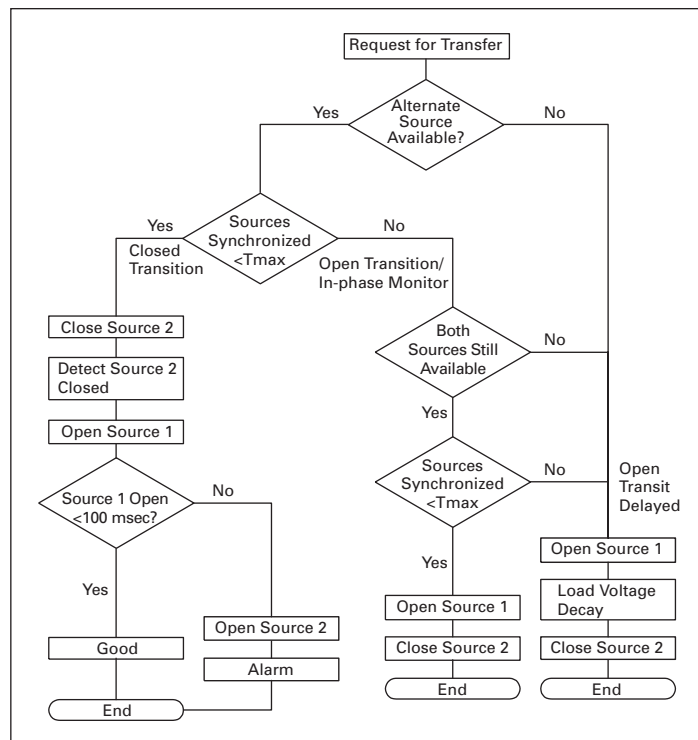 Request for Transfer
Yes
Alternate
Source
Available?
No
Yes
Closed
Transition
Sources
Synchronized
<Tmax
No
Open Transition/
In-phase Monitor
Close Source 2
Detect Source 2
Closed
Open Source 1
Both
Sources Still
Available
No
Yes
Source 1 Open
<100 msec?
No
Yes
Sources
Synchronized
<Tmax
No
Yes
Open
Transit
Delayed
Open Source 1
Load Voltage
Decay
Close Source 2
End
Open Source 1
Close Source 2
End
Open Source 2
Alarm
Good
End